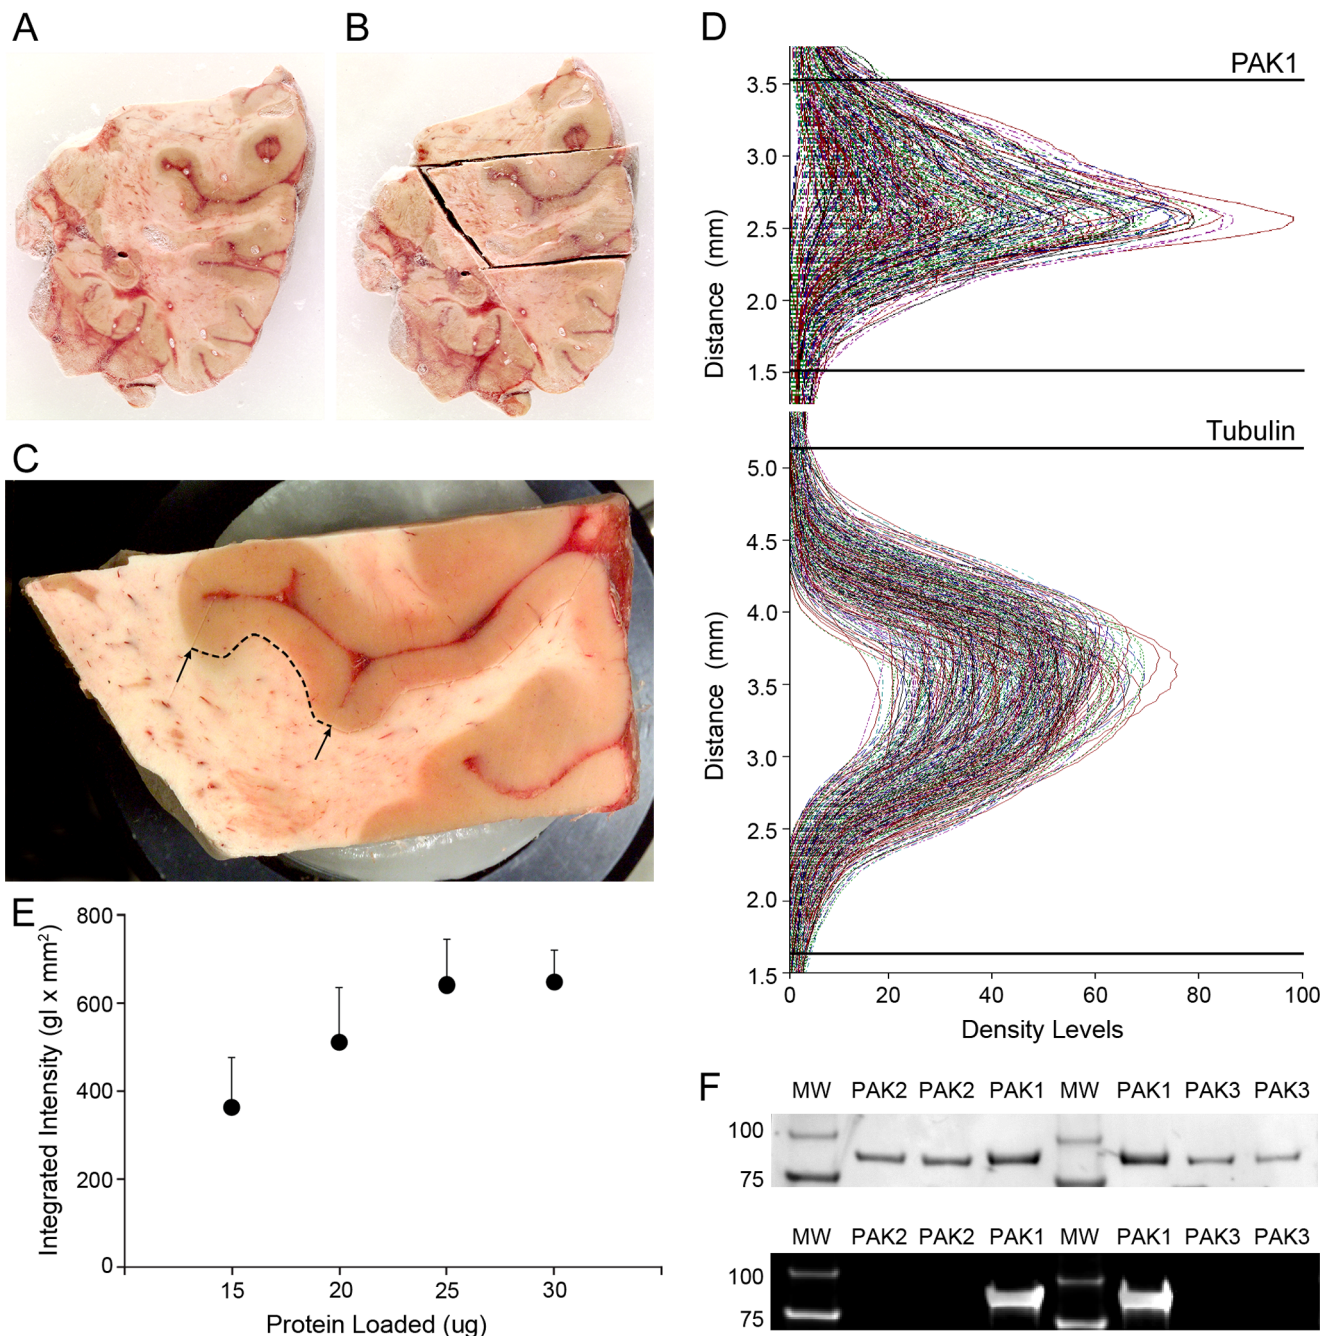 A
B
C
D
PAK1
3.5
3.0
2.5
2.0
1.5
Distance (mm)
Tubulin
5.0
4.5
4.0
3.5
3.0
2.5
2.0
1.5
Distance (mm)
0 20 40 60 80 100
Density Levels
E
800
600
400
200
0
Integrated Intensity (gl x mm²)
15 20 25 30
Protein Loaded (ug)
F
MW PAK2 PAK2 PAK1 MW PAK1 PAK3 PAK3
100
75
MW PAK2 PAK2 PAK1 MW PAK1 PAK3 PAK3
100
75